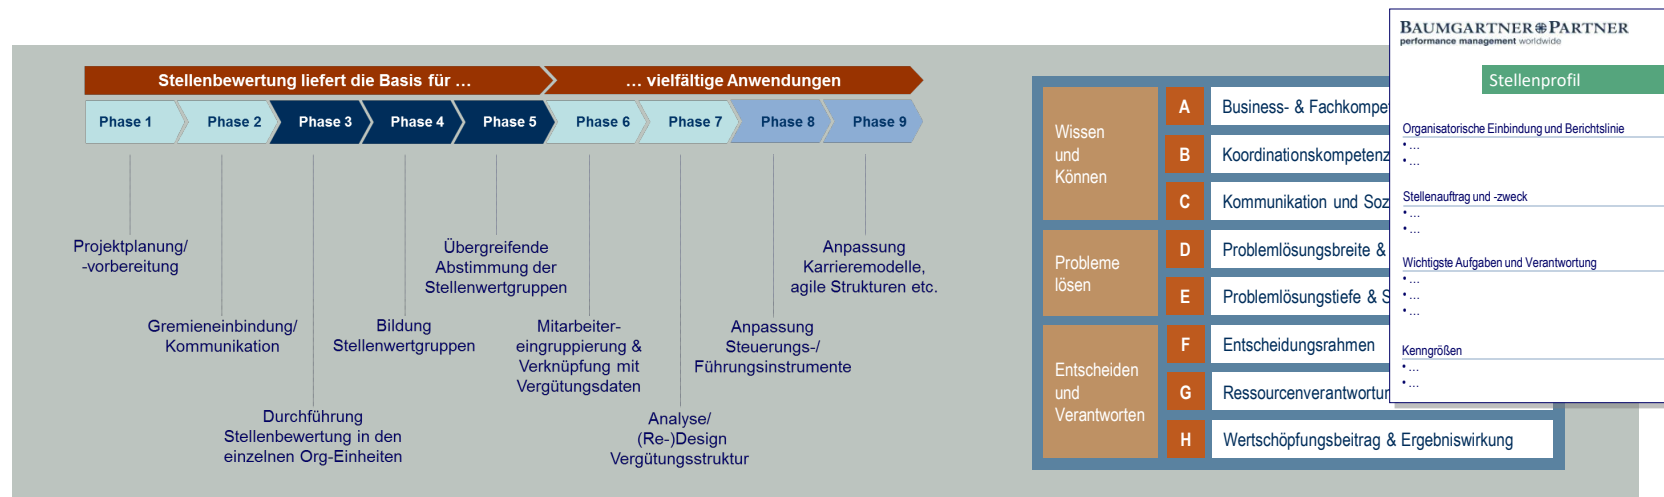 Stellenbewertung liefert die Basis für …
… vielfältige Anwendungen
Phase 1
Phase 2
Phase 3
Phase 4
Phase 5
Phase 6
Phase 7
Phase 8
Phase 9
Projektplanung/
-vorbereitung
Gremieneinbindung/
Kommunikation
Durchführung
Stellenbewertung in den
einzelnen Org-Einheiten
Bildung
Stellenwertgruppen
Übergreifende
Abstimmung der
Stellenwertgruppen
Mitarbeiter-
eingruppierung &
Verknüpfung mit
Vergütungsdaten
Analyse/
(Re-)Design
Vergütungsstruktur
Anpassung
Steuerungs-/
Führungsinstrumente
Anpassung
Karrieremodelle,
agile Strukturen etc.
Wissen
und
Können
A
Business- &
B
Koordinationskompetenz
C
Kommunikation und
Probleme
lösen
D
Problemlösungsbreite &
E
Problemlösungstiefe &
Entscheiden
und
Verantworten
F
Entscheidungsrahmen
G
H
Wertschöpfungsbeitrag & Ergebniswirkung
BAUMGARTNER PARTNER
performance management worldwide
Stellenprofil
Organisatorische Einbindung und Berichtslinie
• ...
• ...
Stellenauftrag und -zweck
• ...
• ...
Wichtigste Aufgaben und Verantwortung
• ...
• ...
• ...
Kenngrößen
• ...
• ...